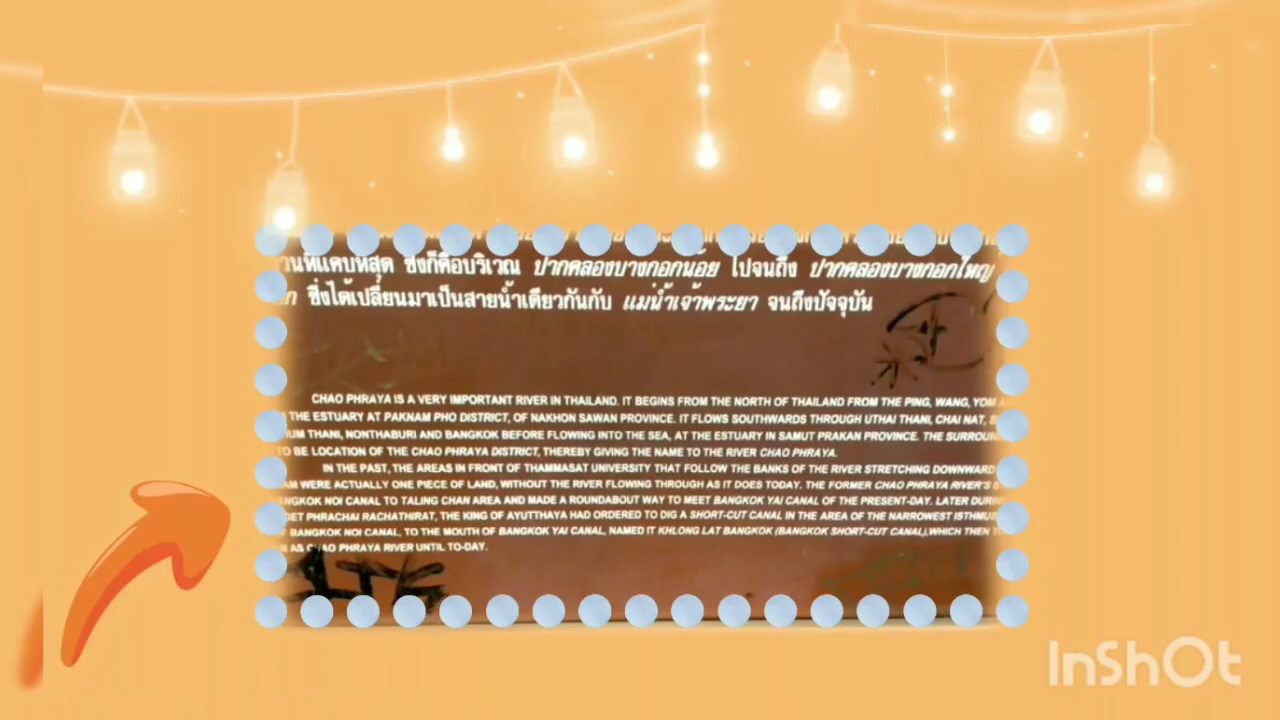 านที่แคบที่สุด ซึ่งก็คือบริเวณ ปากคลองบางกอกน้อย ไปจนถึง ปากคลองบางกอกใหญ่
ซึ่งได้เปลี่ยนมาเป็นสายน้ำเดียวกันกับ แม่น้ำเจ้าพระยา จนถึงปัจจุบัน
CHAO PHRAYA IS A VERY IMPORTANT RIVER IN THAILAND. IT BEGINS FROM THE NORTH OF THAILAND FROM THE PING, WANG, YOM
THE ESTUARY AT PAKNAM PHO DISTRICT, OF NAKHON SAWAN PROVINCE. IT FLOWS SOUTHWARDS THROUGH UTHAI THANI, CHAI NAT,
THANI, NONTHABURI AND BANGKOK BEFORE FLOWING INTO THE SEA, AT THE ESTUARY IN SAMUT PRAKAN PROVINCE. THE
TO BE LOCATION OF THE CHAO PHRAYA DISTRICT, THEREBY GIVING THE NAME TO THE RIVER CHAO PHRAYA.
IN THE PAST, THE AREAS IN FRONT OF THAMMASAT UNIVERSITY THAT FOLLOW THE BANKS OF THE RIVER STRETCHING DOWNWARD
WERE ACTUALLY ONE PIECE OF LAND, WITHOUT THE RIVER FLOWING THROUGH AS IT DOES TODAY. THE FORMER CHAO PHRAYA RIVER'S
ANGKOK NOI CANAL TO TALING CHAN AREA AND MADE A ROUNDABOUT WAY TO MEET BANGKOK YAI CANAL OF THE PRESENT-DAY. LATER
PHRACHAI RACHATHIRAT, THE KING OF AYUTTHAYA HAD ORDERED TO DIG A SHORT-CUT CANAL IN THE AREA OF THE NARROWEST ISTHMUS
BANGKOK NOI CANAL, TO THE MOUTH OF BANGKOK YAI CANAL, NAMED IT KHLONG LAT BANGKOK (BANGKOK SHORT-CUT CANAL),WHICH THEN
AS CHAO PHRAYA RIVER UNTIL TO-DAY.
InShOt